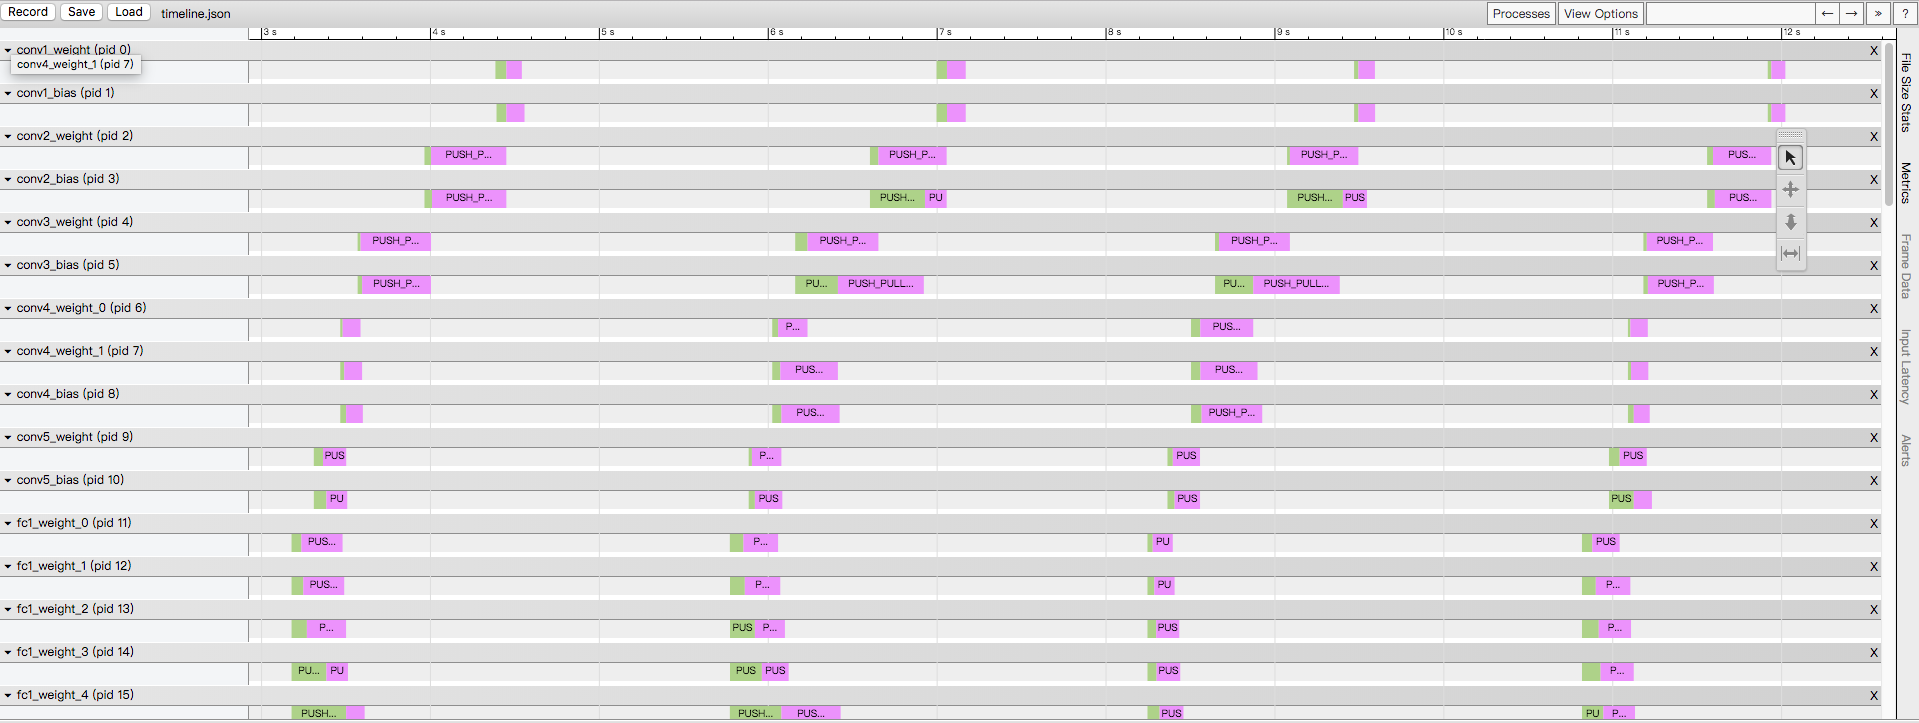 Record Save Load timeline.json Processes View Options ← → » ?
3 s 4 s 5 s 6 s 7 s 8 s 9 s 10 s 11 s 12 s
conv1_weight (pid 0) X
conv4_weight_1 (pid 7)
conv1_bias (pid 1) X
conv2_weight (pid 2) X
PUSH_P... PUSH_P... PUSH_P... PUS...
conv2_bias (pid 3) X
PUSH_P... PUSH... PU PUSH... PUS PUS...
conv3_weight (pid 4) X
PUSH_P... PUSH_P... PUSH_P... PUSH_P...
conv3_bias (pid 5) X
PUSH_P... PU... PUSH_PULL... PU... PUSH_PULL... PUSH_P...
conv4_weight_0 (pid 6) X
P... PUS...
conv4_weight_1 (pid 7) X
PUS... PUS...
conv4_bias (pid 8) X
PUS... PUSH_P...
conv5_weight (pid 9) X
PUS P... PUS PUS
conv5_bias (pid 10) X
PU PUS PUS PUS
fc1_weight_0 (pid 11) X
PUS... P... PU PUS
fc1_weight_1 (pid 12) X
PUS... P... PU P...
fc1_weight_2 (pid 13) X
P... PUS P... PUS P...
fc1_weight_3 (pid 14) X
PU... PU PUS PUS PUS P...
fc1_weight_4 (pid 15) X
PUSH... PUSH... PUS... PUS PU P...
File Size Stats
Metrics
Frame Data
Input Latency
Alerts